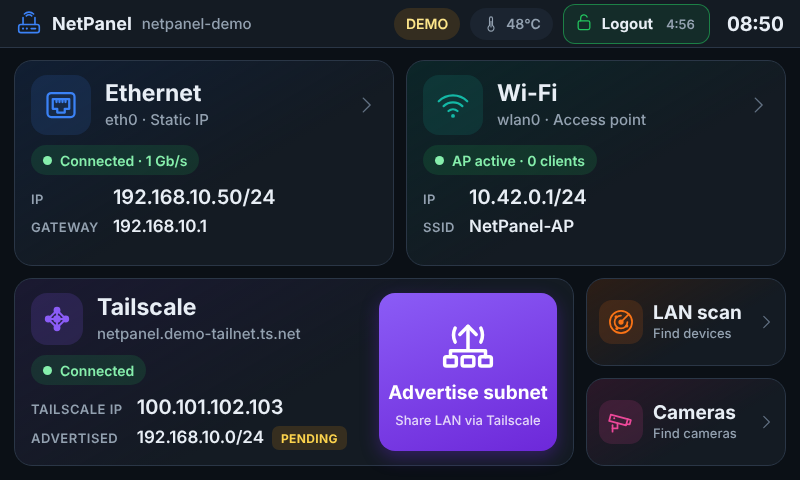 NetPanel netpanel-demo DEMO 48°C Logout 4:56 08:50
Ethernet
eth0 · Static IP
Connected · 1 Gb/s
IP 192.168.10.50/24
GATEWAY 192.168.10.1
Wi-Fi
wlan0 · Access point
AP active · 0 clients
IP 10.42.0.1/24
SSID NetPanel-AP
Tailscale
netpanel.demo-tailnet.ts.net
Connected
TAILSCALE IP 100.101.102.103
ADVERTISED 192.168.10.0/24 PENDING
Advertise subnet
Share LAN via Tailscale
LAN scan
Find devices
Cameras
Find cameras